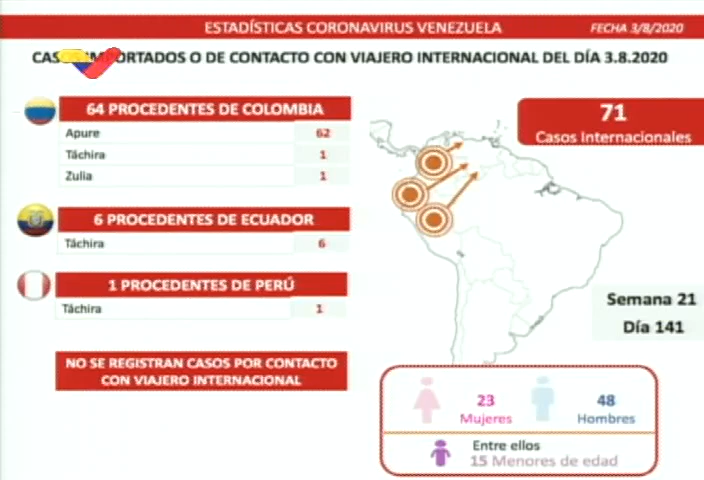 ESTADÍSTICAS CORONAVIRUS VENEZUELA
FECHA 3/8/2020
IMPORTADOS O DE CONTACTO CON VIAJERO INTERNACIONAL DEL DÍA 3.8.2020
64 PROCEDENTES DE COLOMBIA
Apure 62
Táchira 1
Zulia 1
71
Casos Internacionales
6 PROCEDENTES DE ECUADOR
Táchira 6
1 PROCEDENTES DE PERÚ
Táchira 1
Semana 21
Día 141
NO SE REGISTRAN CASOS POR CONTACTO
CON VIAJERO INTERNACIONAL
23
Mujeres
48
Hombres
Entre ellos
15 Menores de edad